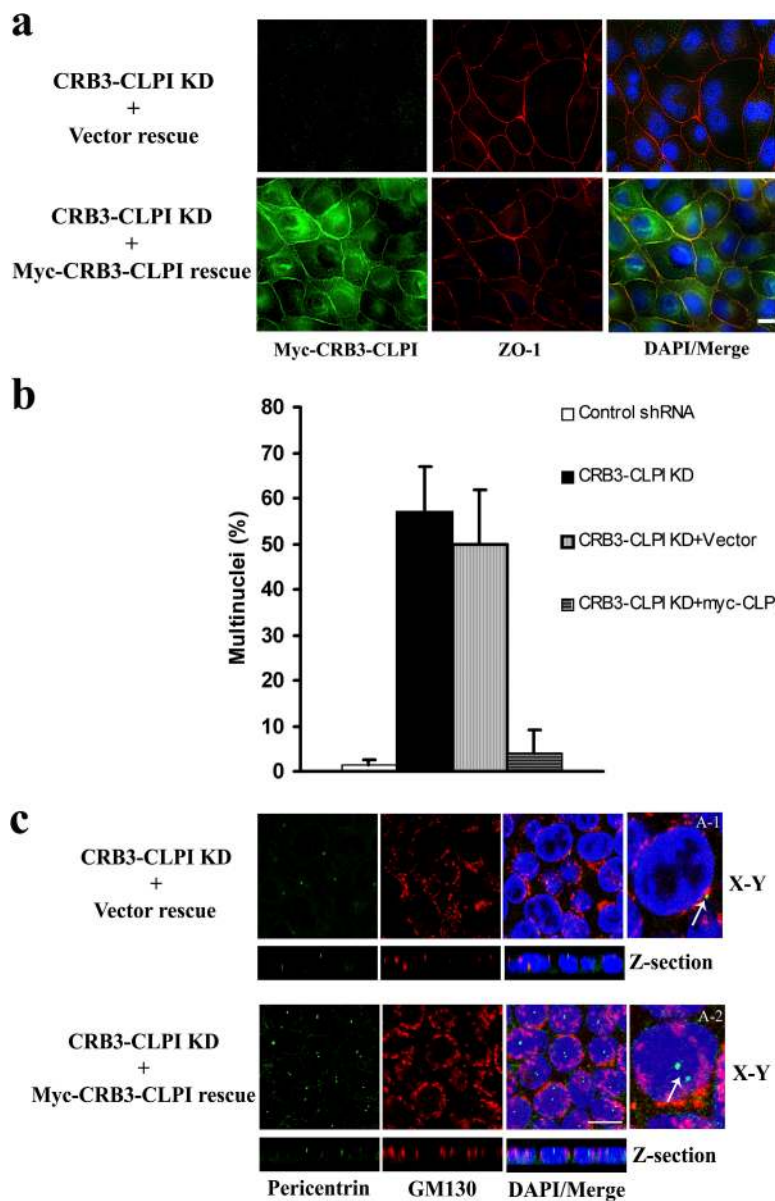 a
CRB3-CLPI KD
+
Vector rescue
CRB3-CLPI KD
+
Myc-CRB3-CLPI rescue
Myc-CRB3-CLPI ZO-1 DAPI/Merge
b
80
70
60
50
40
30
20
10
0
Multinuclei (%)
Control shRNA
CRB3-CLPI KD
CRB3-CLPI KD+Vector
CRB3-CLPI KD+myc-CLP
c
CRB3-CLPI KD
+
Vector rescue
A-1
X-Y
Z-section
CRB3-CLPI KD
+
Myc-CRB3-CLPI rescue
A-2
X-Y
Z-section
Pericentrin GM130 DAPI/Merge